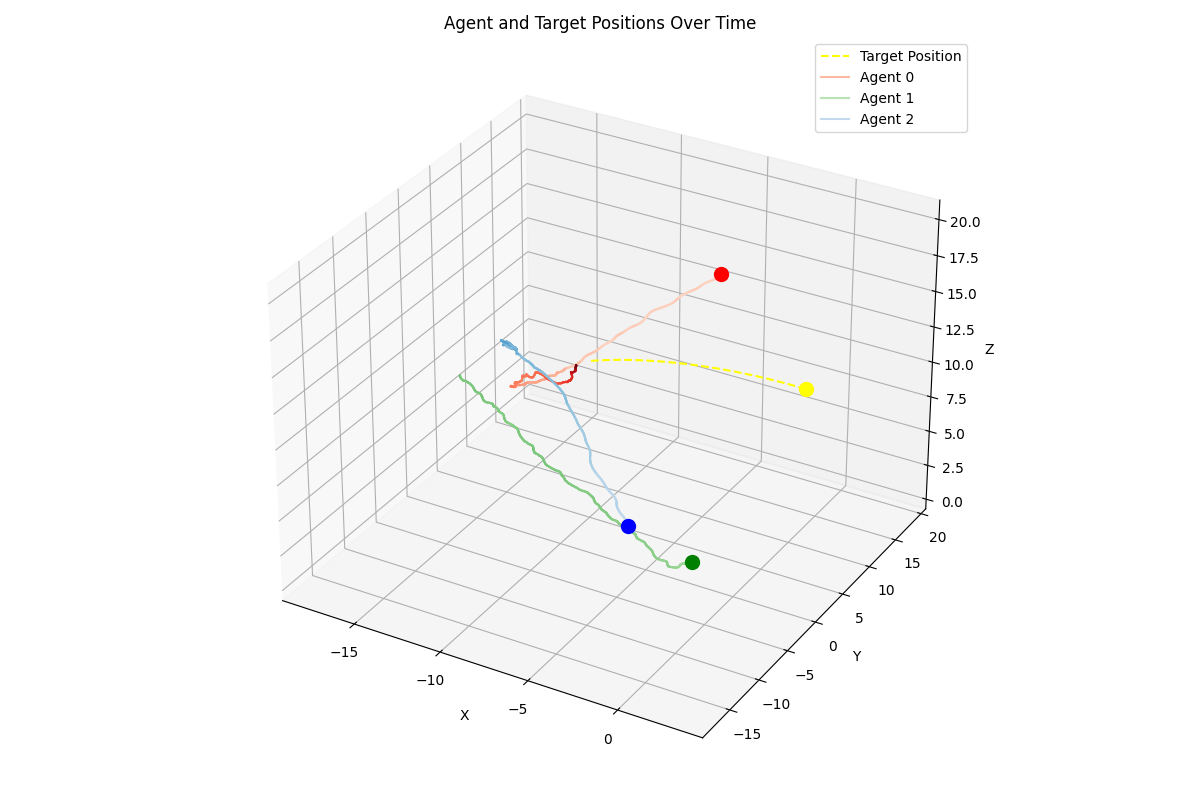 Agent and Target Positions Over Time
Target Position
Agent 0
Agent 1
Agent 2
20.0
17.5
15.0
12.5
10.0
7.5
5.0
2.5
0.0
Z
20
15
10
5
0
−5
−10
−15
Y
−15
−10
−5
0
X